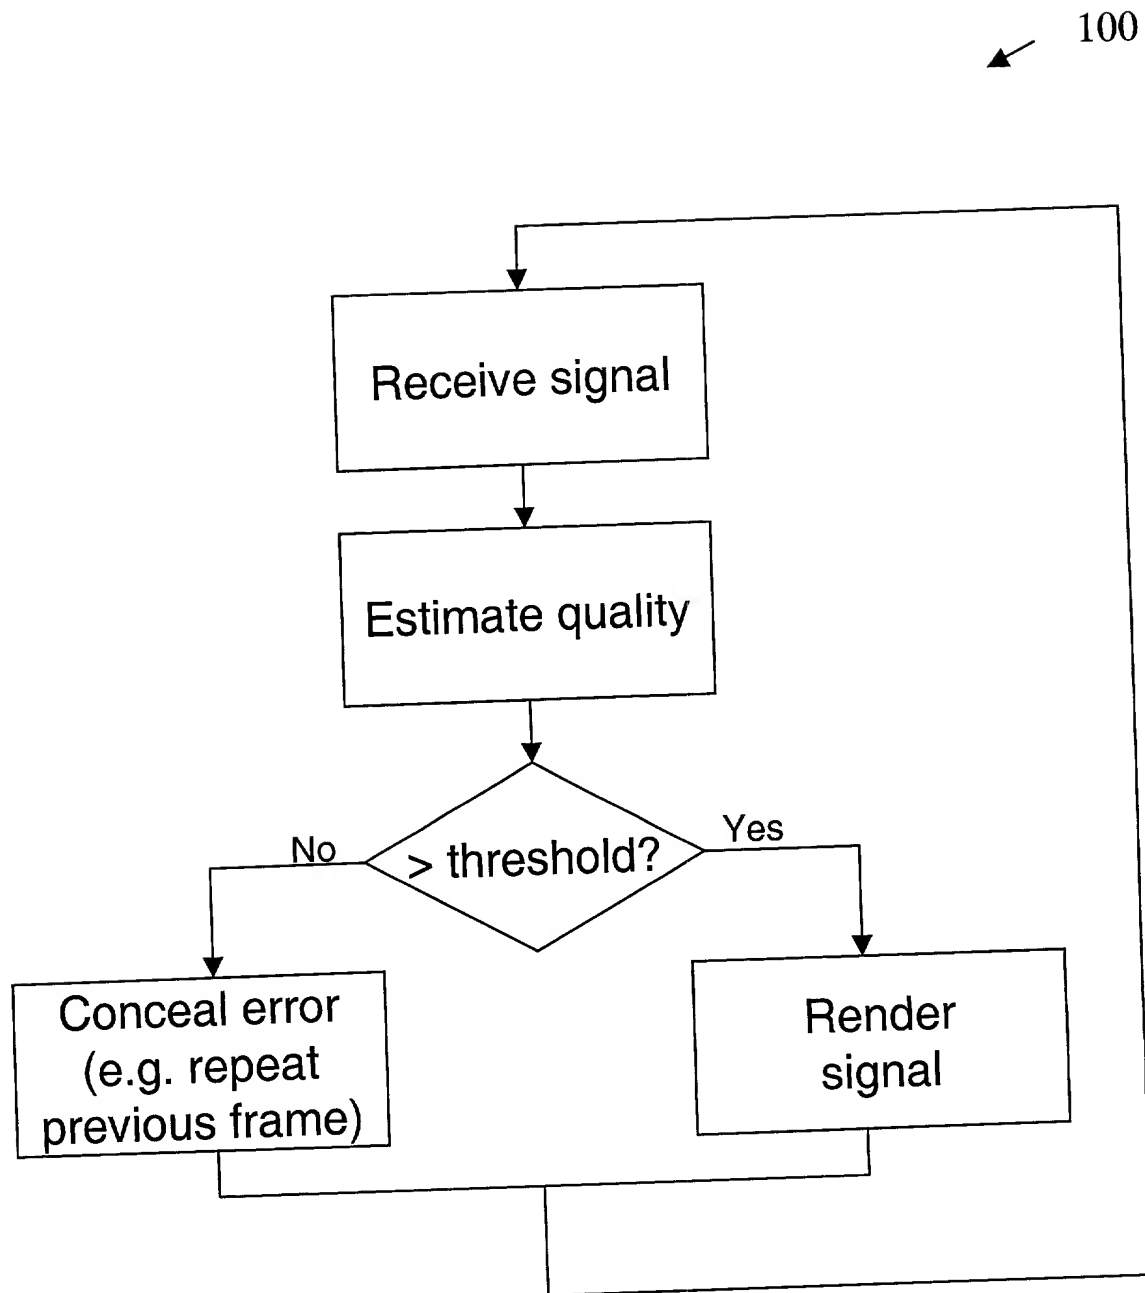 100
Receive signal
Estimate quality
> threshold?
No
Yes
Conceal error
(e.g. repeat
previous frame)
Render
signal